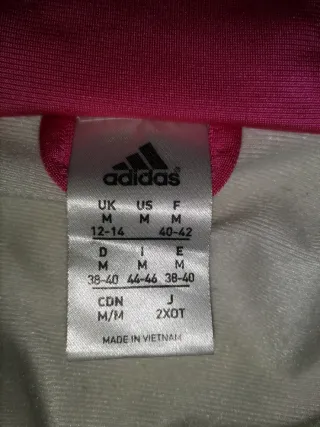 adidas
UK US F
M M M
12-14 40-42
D I E
M M M
38-40 44-46 38-40
CDN J
M/M 2XOT
MADE IN VIETNAM